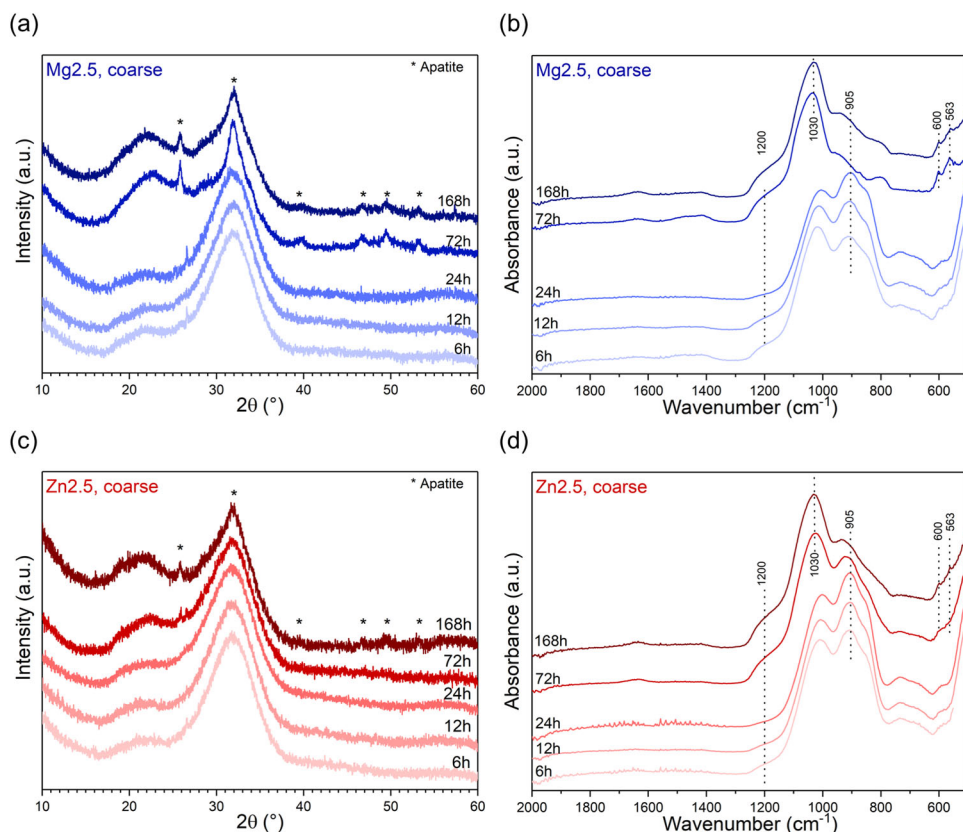 (a)
Mg2.5, coarse
* Apatite
*
*
*
*
*
*
168h
72h
24h
12h
6h
Intensity (a.u.)
10 20 30 40 50 60
2θ (°)
(b)
Mg2.5, coarse
1200
1030
905
600
563
168h
72h
24h
12h
6h
Absorbance (a.u.)
2000 1800 1600 1400 1200 1000 800 600
Wavenumber (cm⁻¹)
(c)
Zn2.5, coarse
* Apatite
*
*
*
*
*
*
168h
72h
24h
12h
6h
Intensity (a.u.)
10 20 30 40 50 60
2θ (°)
(d)
Zn2.5, coarse
1200
1030
905
600
563
168h
72h
24h
12h
6h
Absorbance (a.u.)
2000 1800 1600 1400 1200 1000 800 600
Wavenumber (cm⁻¹)